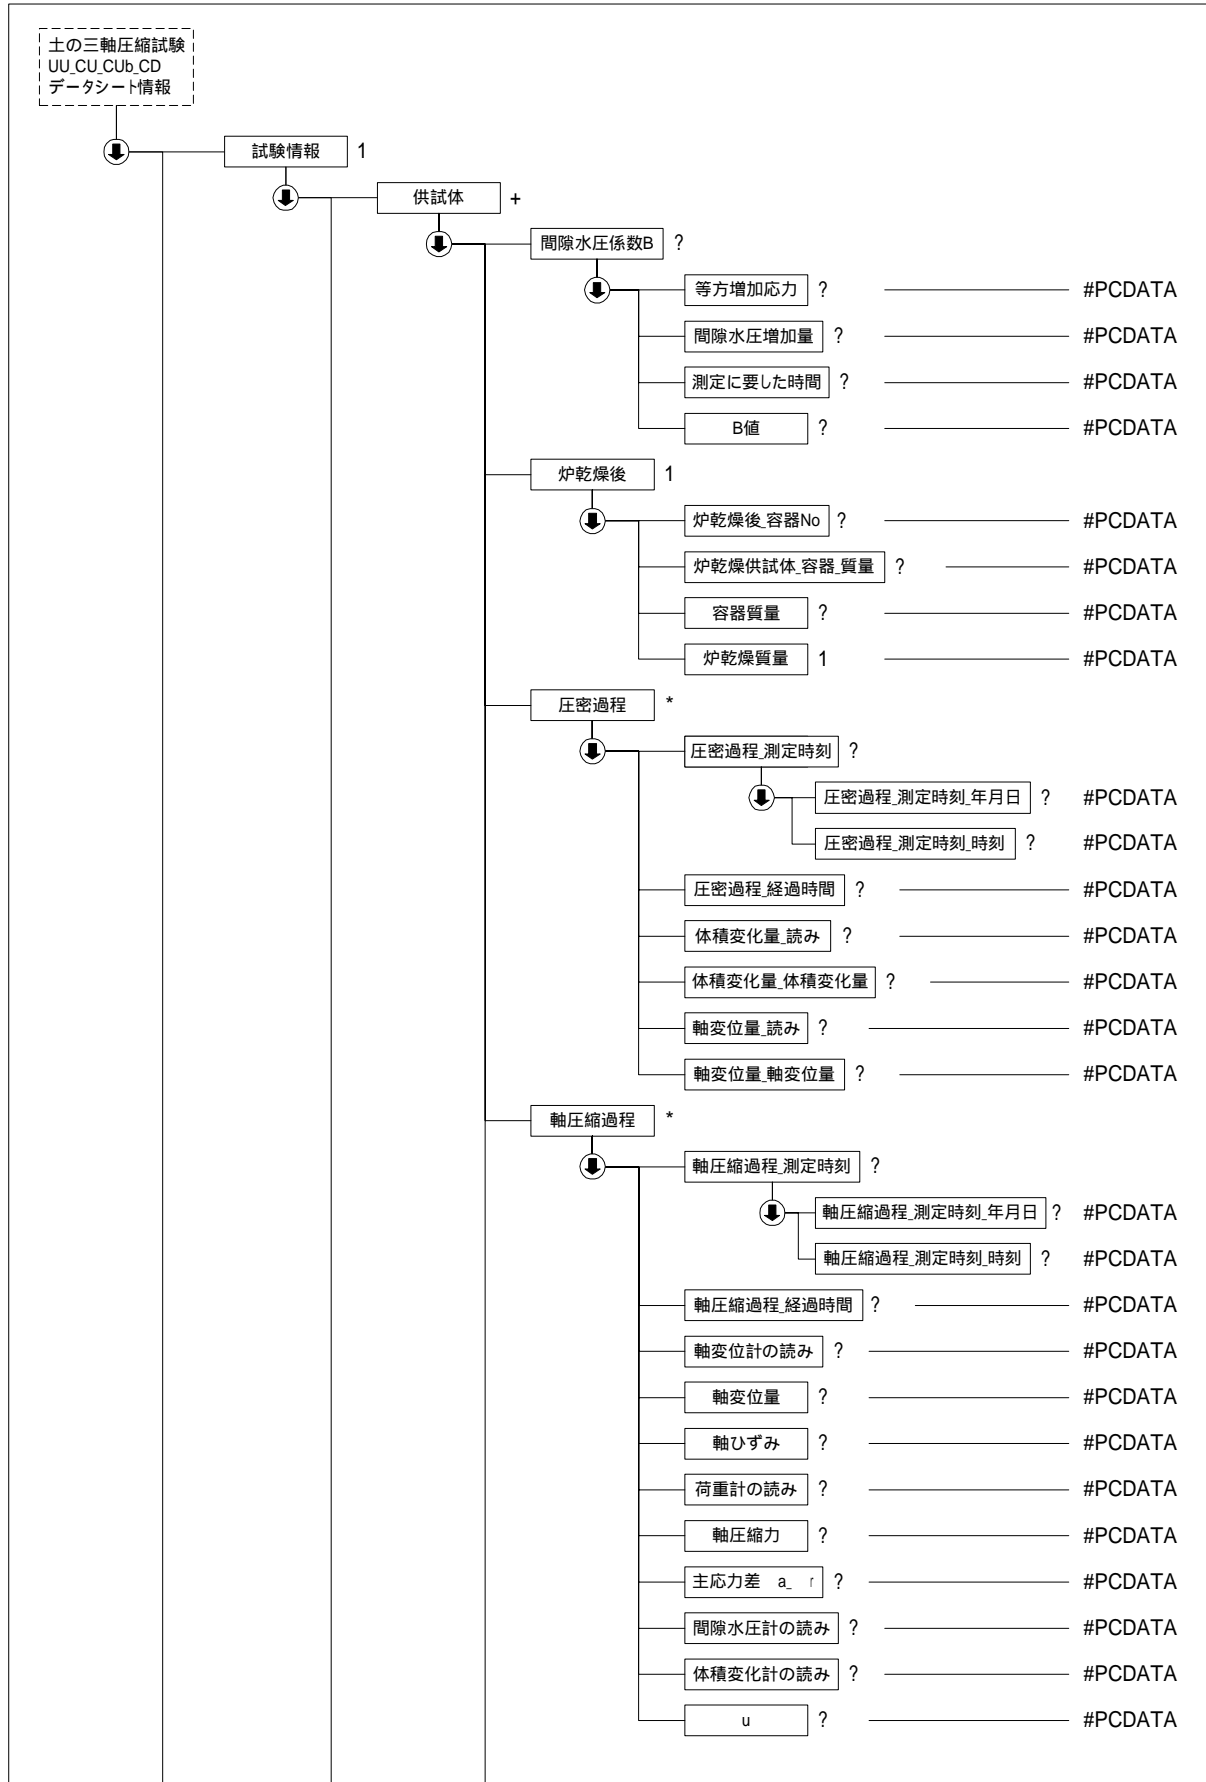 土の三軸圧縮試験
UU_CU_CUb_CD
データシート情報
試験情報 1
供試体 +
間隙水圧係数B ?
等方増加応力 ? #PCDATA
間隙水圧増加量 ? #PCDATA
測定に要した時間 ? #PCDATA
B値 ? #PCDATA
炉乾燥後 1
炉乾燥後_容器No ? #PCDATA
炉乾燥供試体_容器_質量 ? #PCDATA
容器質量 ? #PCDATA
炉乾燥質量 1 #PCDATA
圧密過程 *
圧密過程_測定時刻 ?
圧密過程_測定時刻_年月日 ? #PCDATA
圧密過程_測定時刻_時刻 ? #PCDATA
圧密過程_経過時間 ? #PCDATA
体積変化量_読み ? #PCDATA
体積変化量_体積変化量 ? #PCDATA
軸変位量_読み ? #PCDATA
軸変位量_軸変位量 ? #PCDATA
軸圧縮過程 *
軸圧縮過程_測定時刻 ?
軸圧縮過程_測定時刻_年月日 ? #PCDATA
軸圧縮過程_測定時刻_時刻 ? #PCDATA
軸圧縮過程_経過時間 ? #PCDATA
軸変位計の読み ? #PCDATA
軸変位量 ? #PCDATA
軸ひずみ ? #PCDATA
荷重計の読み ? #PCDATA
軸圧縮力 ? #PCDATA
主応力差 a_ r ? #PCDATA
間隙水圧計の読み ? #PCDATA
体積変化計の読み ? #PCDATA
u ? #PCDATA